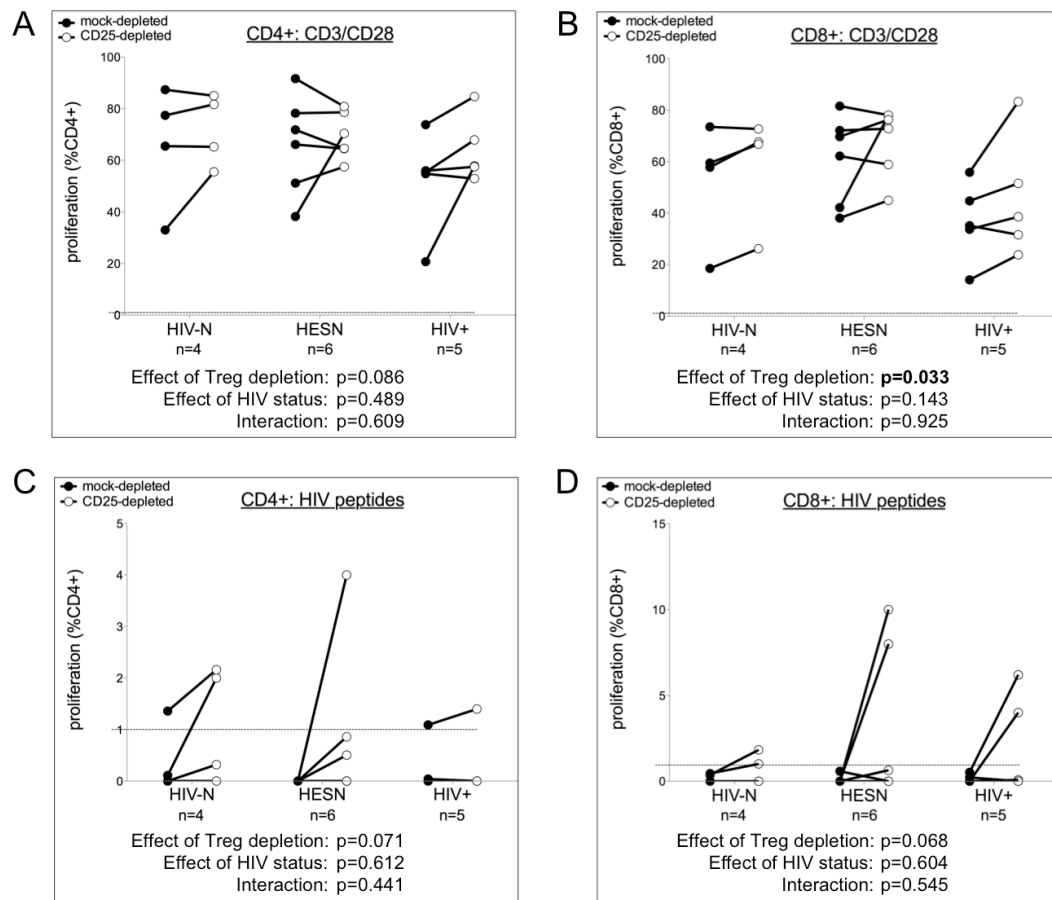 A
mock-depleted
CD25-depleted
CD4+: CD3/CD28
proliferation (%CD4+)
100
80
60
40
20
0
HIV-N
HESN
HIV+
n=4
n=6
n=5
Effect of Treg depletion: p=0.086
Effect of HIV status: p=0.489
Interaction: p=0.609
B
mock-depleted
CD25-depleted
CD8+: CD3/CD28
proliferation (%CD8+)
100
80
60
40
20
0
HIV-N
HESN
HIV+
n=4
n=6
n=5
Effect of Treg depletion: p=0.033
Effect of HIV status: p=0.143
Interaction: p=0.925
C
mock-depleted
CD25-depleted
CD4+: HIV peptides
proliferation (%CD4+)
5
4
3
2
1
0
HIV-N
HESN
HIV+
n=4
n=6
n=5
Effect of Treg depletion: p=0.071
Effect of HIV status: p=0.612
Interaction: p=0.441
D
mock-depleted
CD25-depleted
CD8+: HIV peptides
proliferation (%CD8+)
15
10
5
0
HIV-N
HESN
HIV+
n=4
n=6
n=5
Effect of Treg depletion: p=0.068
Effect of HIV status: p=0.604
Interaction: p=0.545